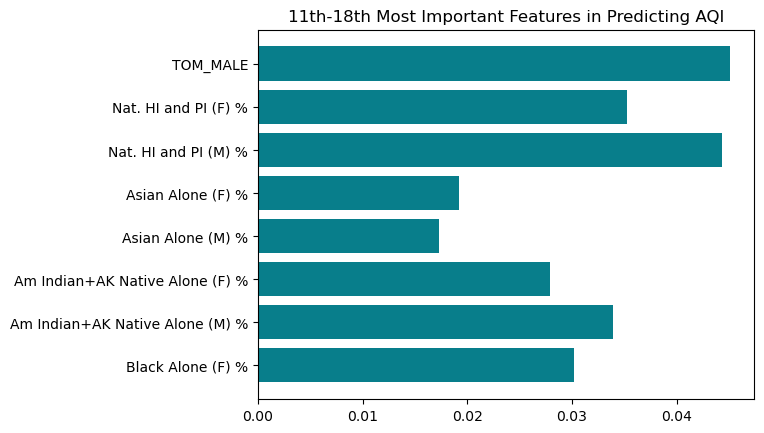 11th-18th Most Important Features in Predicting AQI
TOM_MALE
Nat. HI and PI (F) %
Nat. HI and PI (M) %
Asian Alone (F) %
Asian Alone (M) %
Am Indian+AK Native Alone (F) %
Am Indian+AK Native Alone (M) %
Black Alone (F) %
0.00 0.01 0.02 0.03 0.04